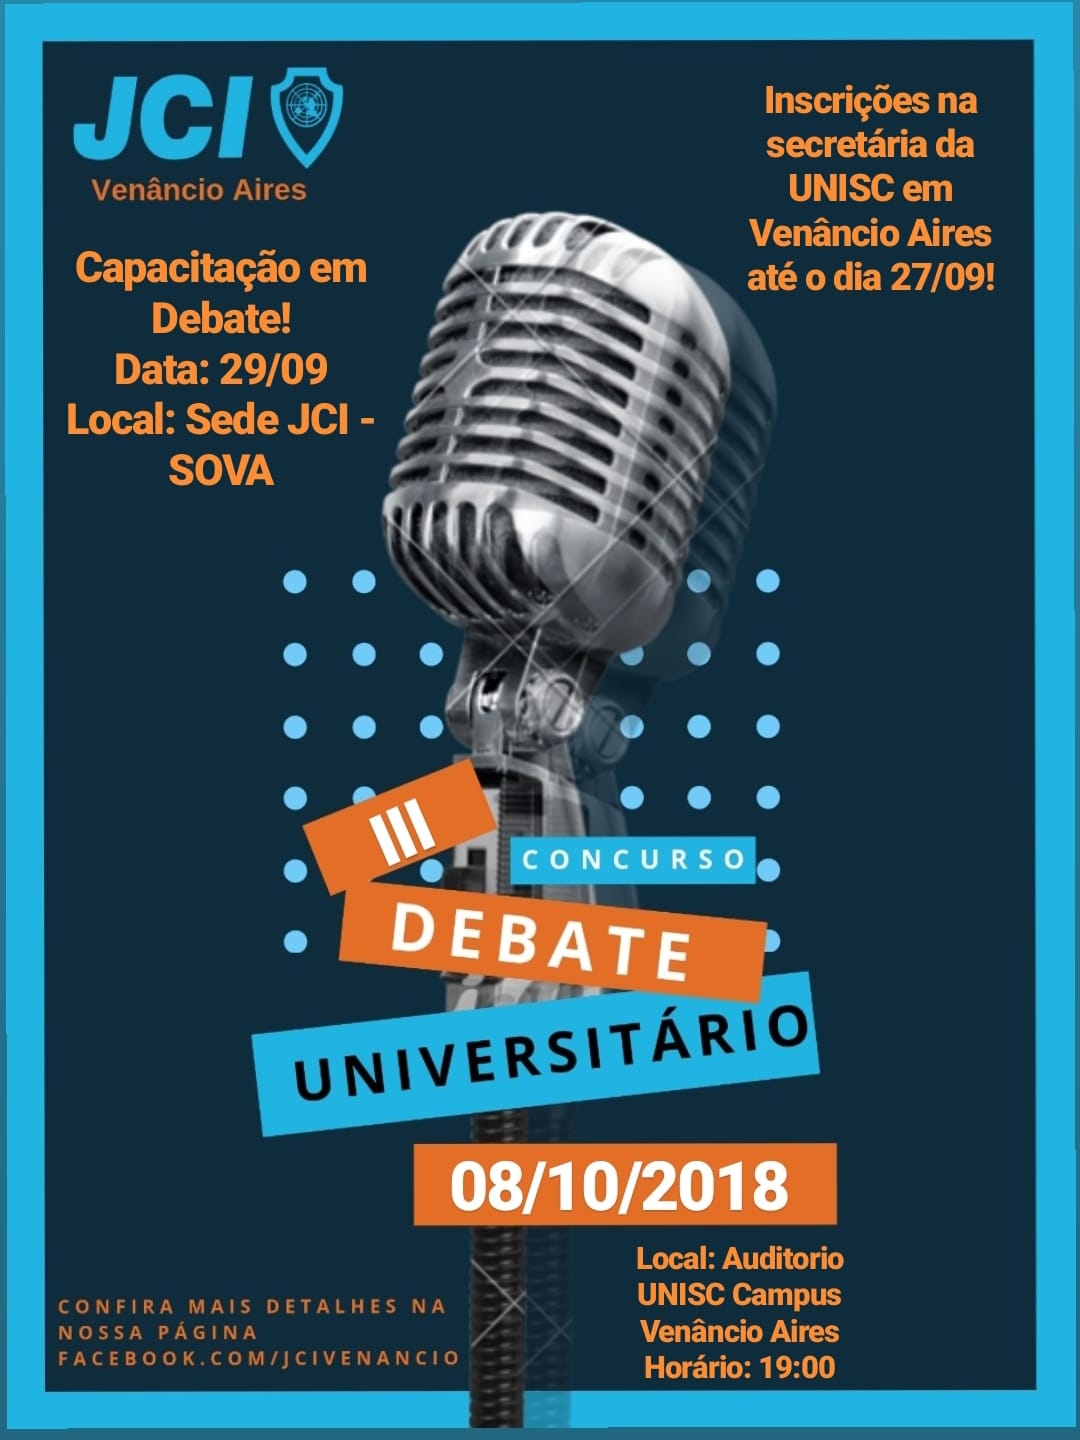 JCI
Venâncio Aires
Inscrições na
secretária da
UNISC em
Venâncio Aires
até o dia 27/09!
Capacitação em
Debate!
Data: 29/09
Local: Sede JCI -
SOVA
III
CONCURSO
DEBATE
UNIVERSITÁRIO
08/10/2018
Local: Auditorio
UNISC Campus
Venâncio Aires
Horário: 19:00
CONFIRA MAIS DETALHES NA
NOSSA PÁGINA
FACEBOOK.COM/JCIVENANCIO